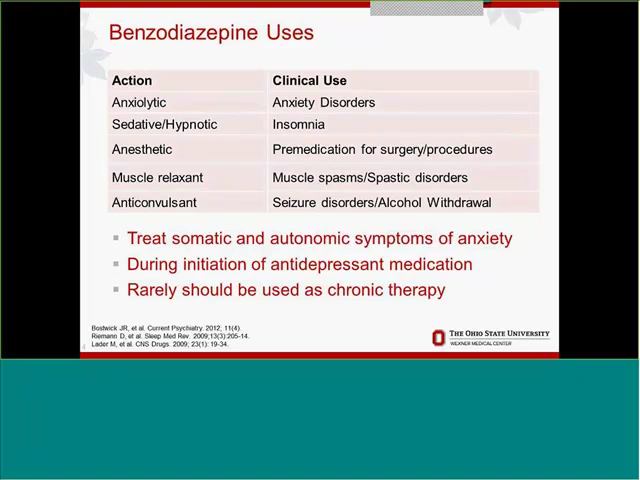 Benzodiazepine Uses
Action Clinical Use
Anxiolytic Anxiety Disorders
Sedative/Hypnotic Insomnia
Anesthetic Premedication for surgery/procedures
Muscle relaxant Muscle spasms/Spastic disorders
Anticonvulsant Seizure disorders/Alcohol Withdrawal
Treat somatic and autonomic symptoms of anxiety
During initiation of antidepressant medication
Rarely should be used as chronic therapy
Bostwick JR, et al. Current Psychiatry. 2012; 11(4).
Riemann D, et al. Sleep Med Rev. 2009;13(3):205-14.
Lader M, et al. CNS Drugs. 2009; 23(1): 19-34.
4
THE OHIO STATE UNIVERSITY
WEXNER MEDICAL CENTER